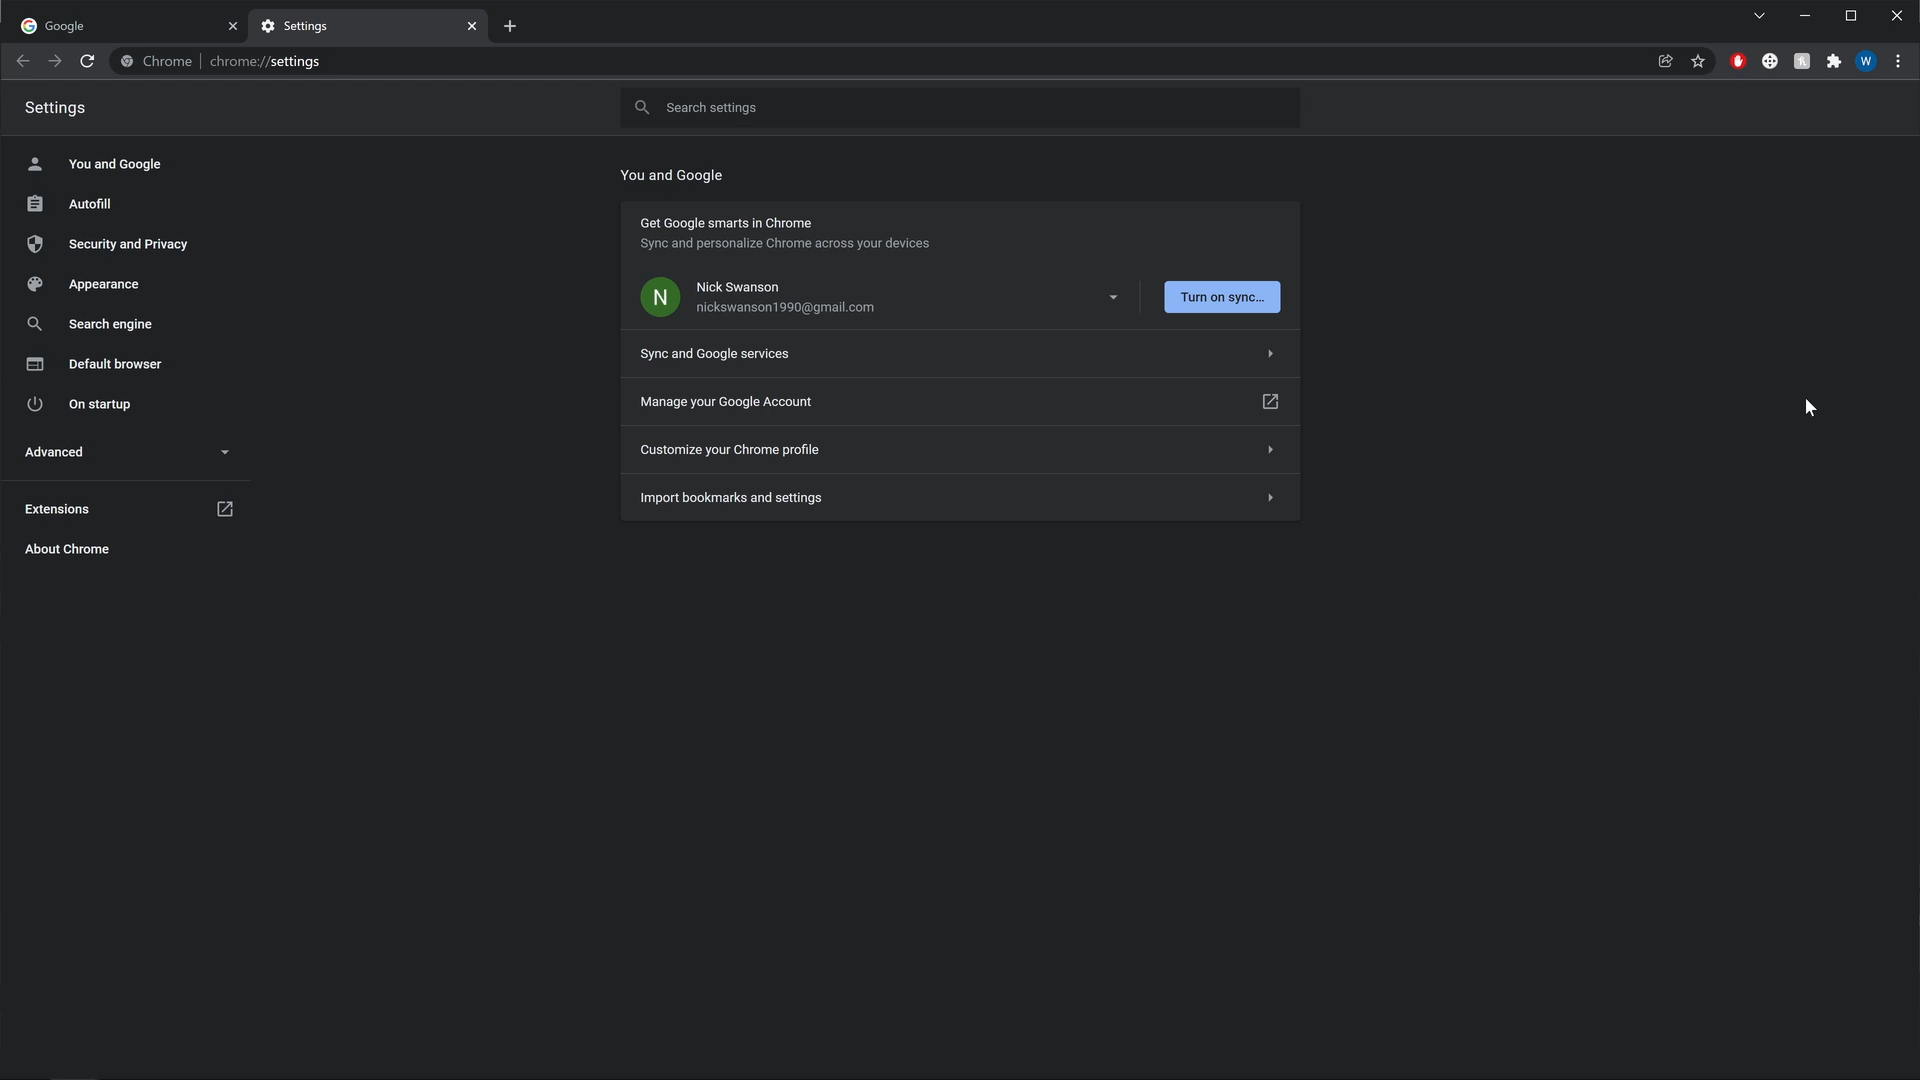 Google
Settings
Chrome
chrome://settings
W
Settings
Search settings
You and Google
Autofill
Security and Privacy
Appearance
Search engine
Default browser
On startup
Advanced
Extensions
About Chrome
You and Google
Get Google smarts in Chrome
Sync and personalize Chrome across your devices
N
Nick Swanson
nickswanson1990@gmail.com
Turn on sync...
Sync and Google services
Manage your Google Account
Customize your Chrome profile
Import bookmarks and settings